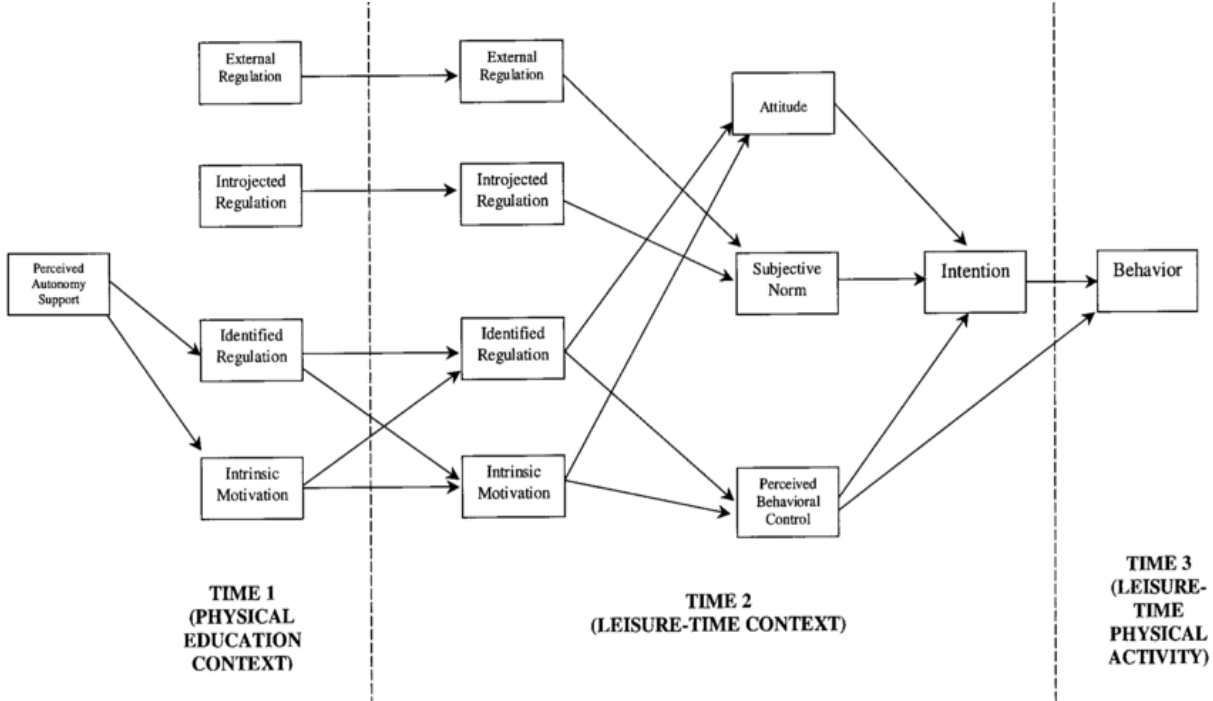 External
Regulation
Introjected
Regulation
Perceived
Autonomy
Support
Identified
Regulation
Intrinsic
Motivation
External
Regulation
Introjected
Regulation
Identified
Regulation
Intrinsic
Motivation
Attitude
Subjective
Norm
Perceived
Behavioral
Control
Intention
Behavior
TIME 1
(PHYSICAL
EDUCATION
CONTEXT)
TIME 2
(LEISURE-TIME CONTEXT)
TIME 3
(LEISURE-
TIME
PHYSICAL
ACTIVITY)